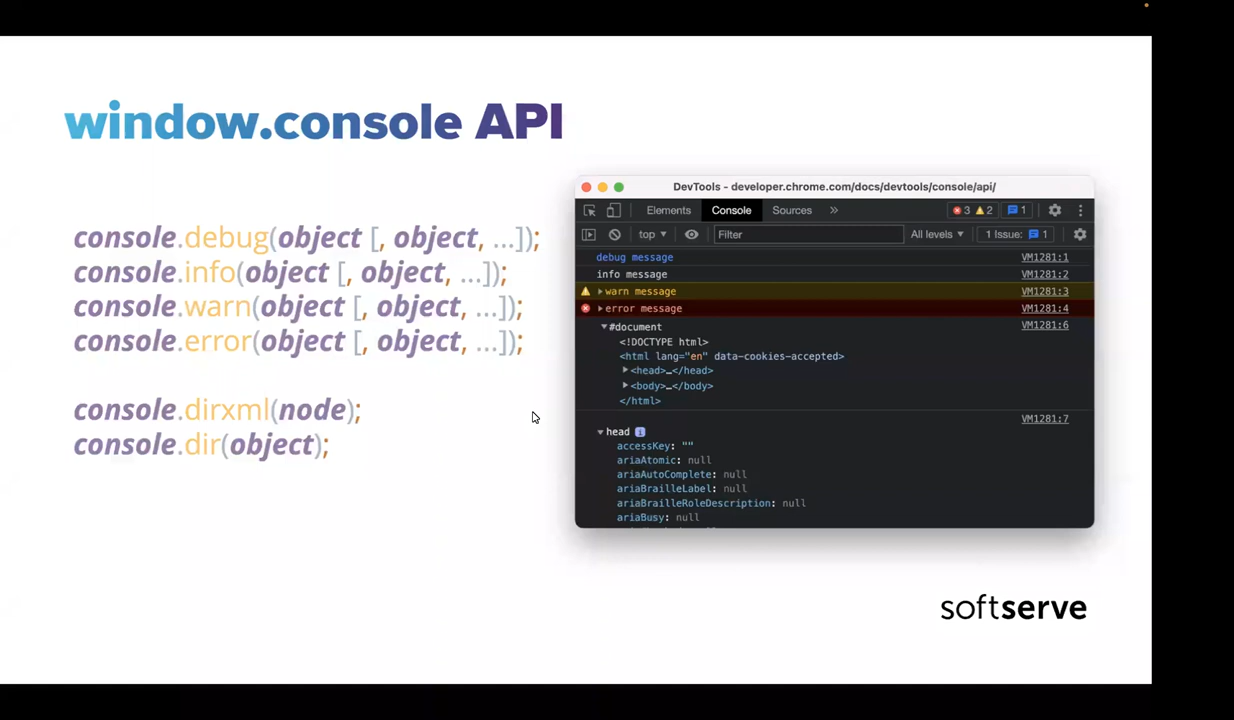 window.console API
console.debug(object [, object, ...]);
console.info(object [, object, ...]);
console.warn(object [, object, ...]);
console.error(object [, object, ...]);
console.dirxml(node);
console.dir(object);
DevTools - developer.chrome.com/docs/devtools/console/api/
Elements Console Sources » 3 2 1
top Filter All levels 1 Issue: 1
debug message VM1281:1
info message VM1281:2
warn message VM1281:3
error message VM1281:4
#document VM1281:6
<!DOCTYPE html>
<html lang="en" data-cookies-accepted>
<head>…</head>
<body>…</body>
</html>
VM1281:7
head i
accessKey: ""
ariaAtomic: null
ariaAutoComplete: null
ariaBrailleLabel: null
ariaBrailleRoleDescription: null
ariaBusy: null
softserve